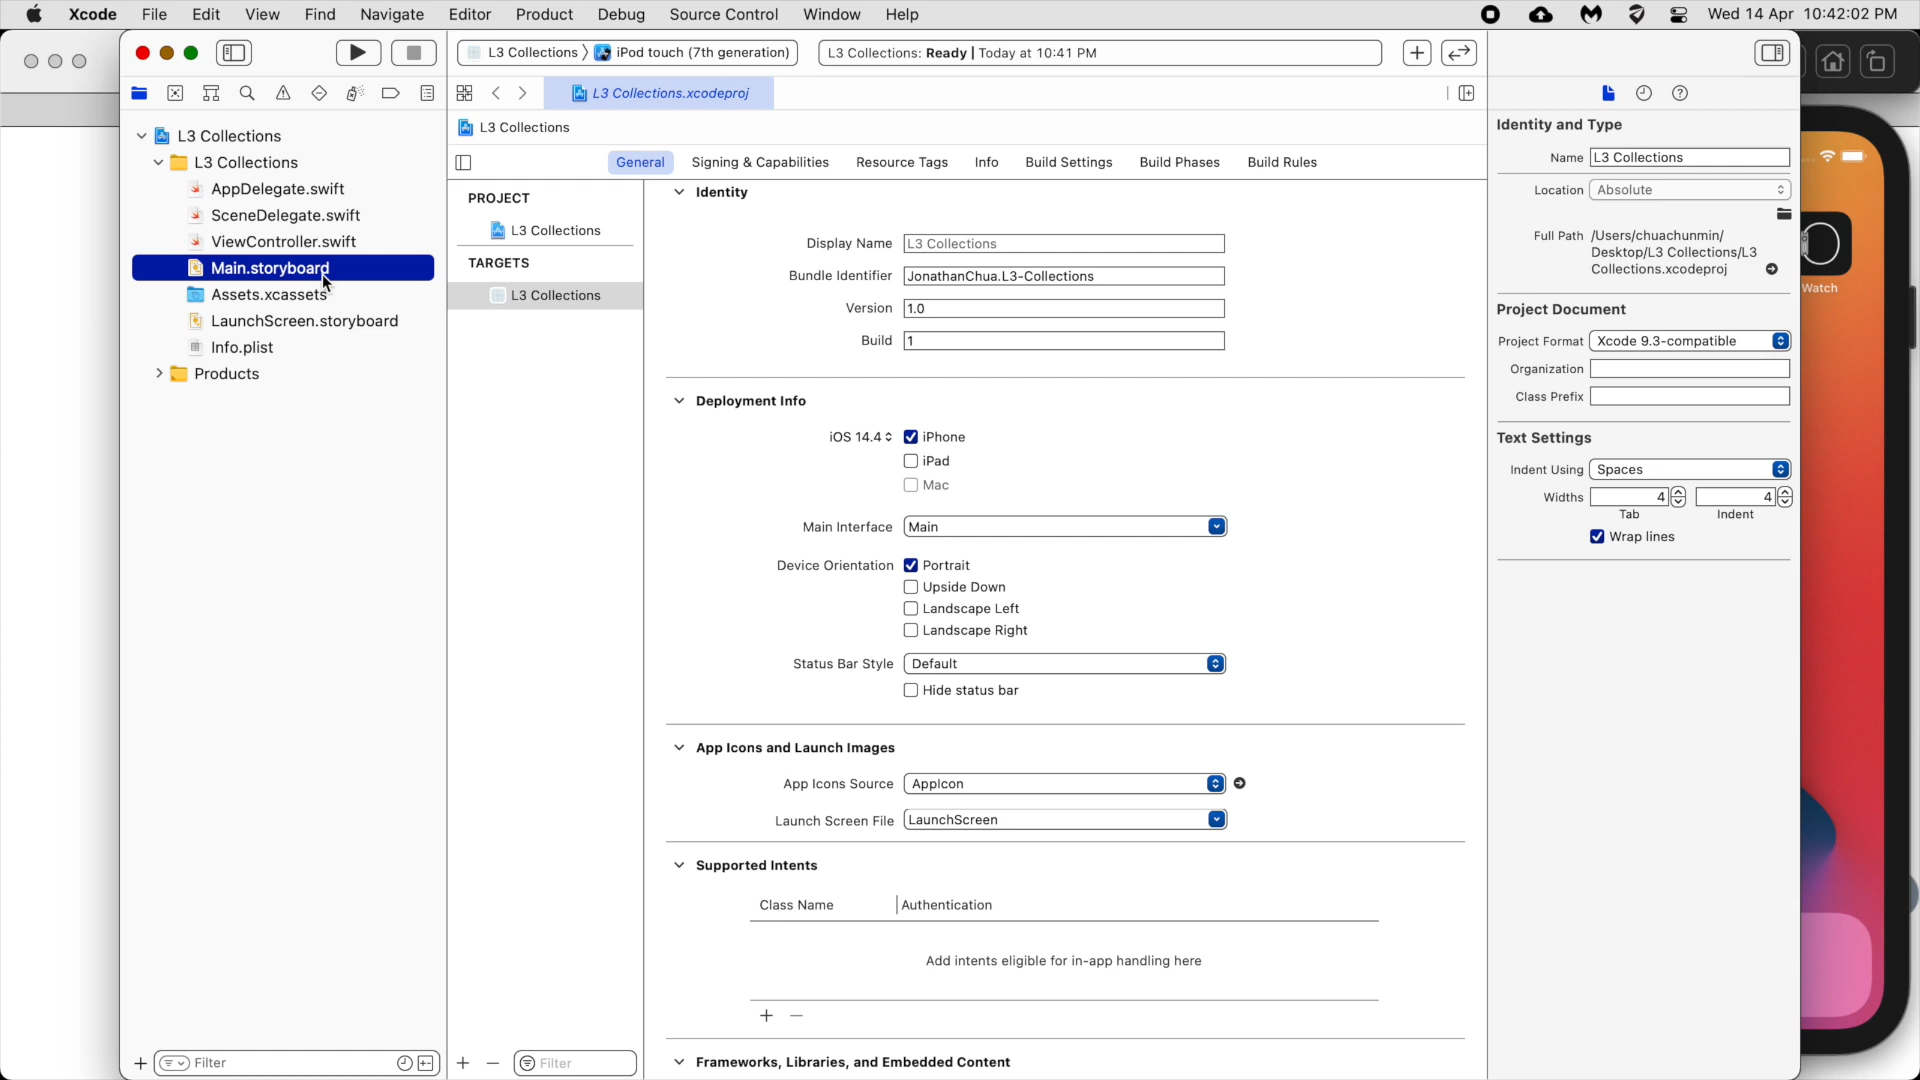 Xcode File Edit View Find Navigate Editor Product Debug Source Control Window Help Wed 14 Apr 10:42:02 PM
L3 Collections iPod touch (7th generation) L3 Collections: Ready | Today at 10:41 PM
L3 Collections.xcodeproj
L3 Collections
General Signing & Capabilities Resource Tags Info Build Settings Build Phases Build Rules
L3 Collections
L3 Collections
AppDelegate.swift
SceneDelegate.swift
ViewController.swift
Main.storyboard
Assets.xcassets
LaunchScreen.storyboard
Info.plist
Products
Filter
PROJECT
L3 Collections
TARGETS
L3 Collections
Filter
Identity
Display Name L3 Collections
Bundle Identifier JonathanChua.L3-Collections
Version 1.0
Build 1
Deployment Info
iOS 14.4 iPhone
iPad
Mac
Main Interface Main
Device Orientation Portrait
Upside Down
Landscape Left
Landscape Right
Status Bar Style Default
Hide status bar
App Icons and Launch Images
App Icons Source AppIcon
Launch Screen File LaunchScreen
Supported Intents
Class Name Authentication
Add intents eligible for in-app handling here
Frameworks, Libraries, and Embedded Content
Identity and Type
Name L3 Collections
Location Absolute
Full Path /Users/chuachunmin/
Desktop/L3 Collections/L3
Collections.xcodeproj
Project Document
Project Format Xcode 9.3-compatible
Organization
Class Prefix
Text Settings
Indent Using Spaces
Widths 4 4
Tab Indent
Wrap lines
Watch